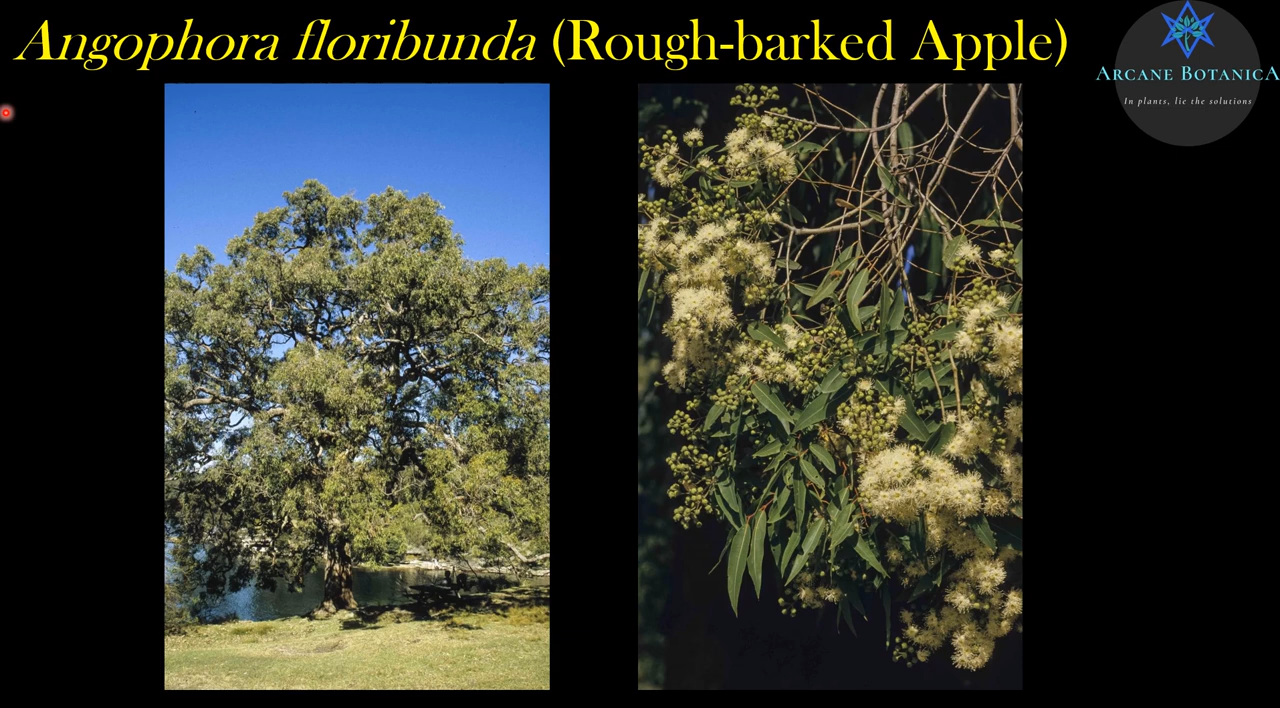 Angophora floribunda (Rough-barked Apple)
ARCANE BOTANICA
In plants, lie the solutions